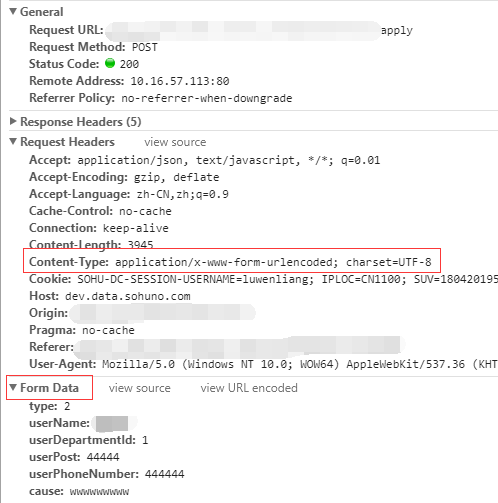 General
Request URL: apply
Request Method: POST
Status Code: 200
Remote Address: 10.16.57.113:80
Referrer Policy: no-referrer-when-downgrade
Response Headers (5)
Request Headers view source
Accept: application/json, text/javascript, */*; q=0.01
Accept-Encoding: gzip, deflate
Accept-Language: zh-CN,zh;q=0.9
Cache-Control: no-cache
Connection: keep-alive
Content-Length: 3945
Content-Type: application/x-www-form-urlencoded; charset=UTF-8
Cookie: SOHU-DC-SESSION-USERNAME=luwenliang; IPLOC=CN1100; SUV=180420195
Host: dev.data.sohuno.com
Origin:
Pragma: no-cache
Referer:
User-Agent: Mozilla/5.0 (Windows NT 10.0; WOW64) AppleWebKit/537.36 (KHT
Form Data view source view URL encoded
type: 2
userName:
userDepartmentId: 1
userPost: 44444
userPhoneNumber: 444444
cause: wwwwwwwww